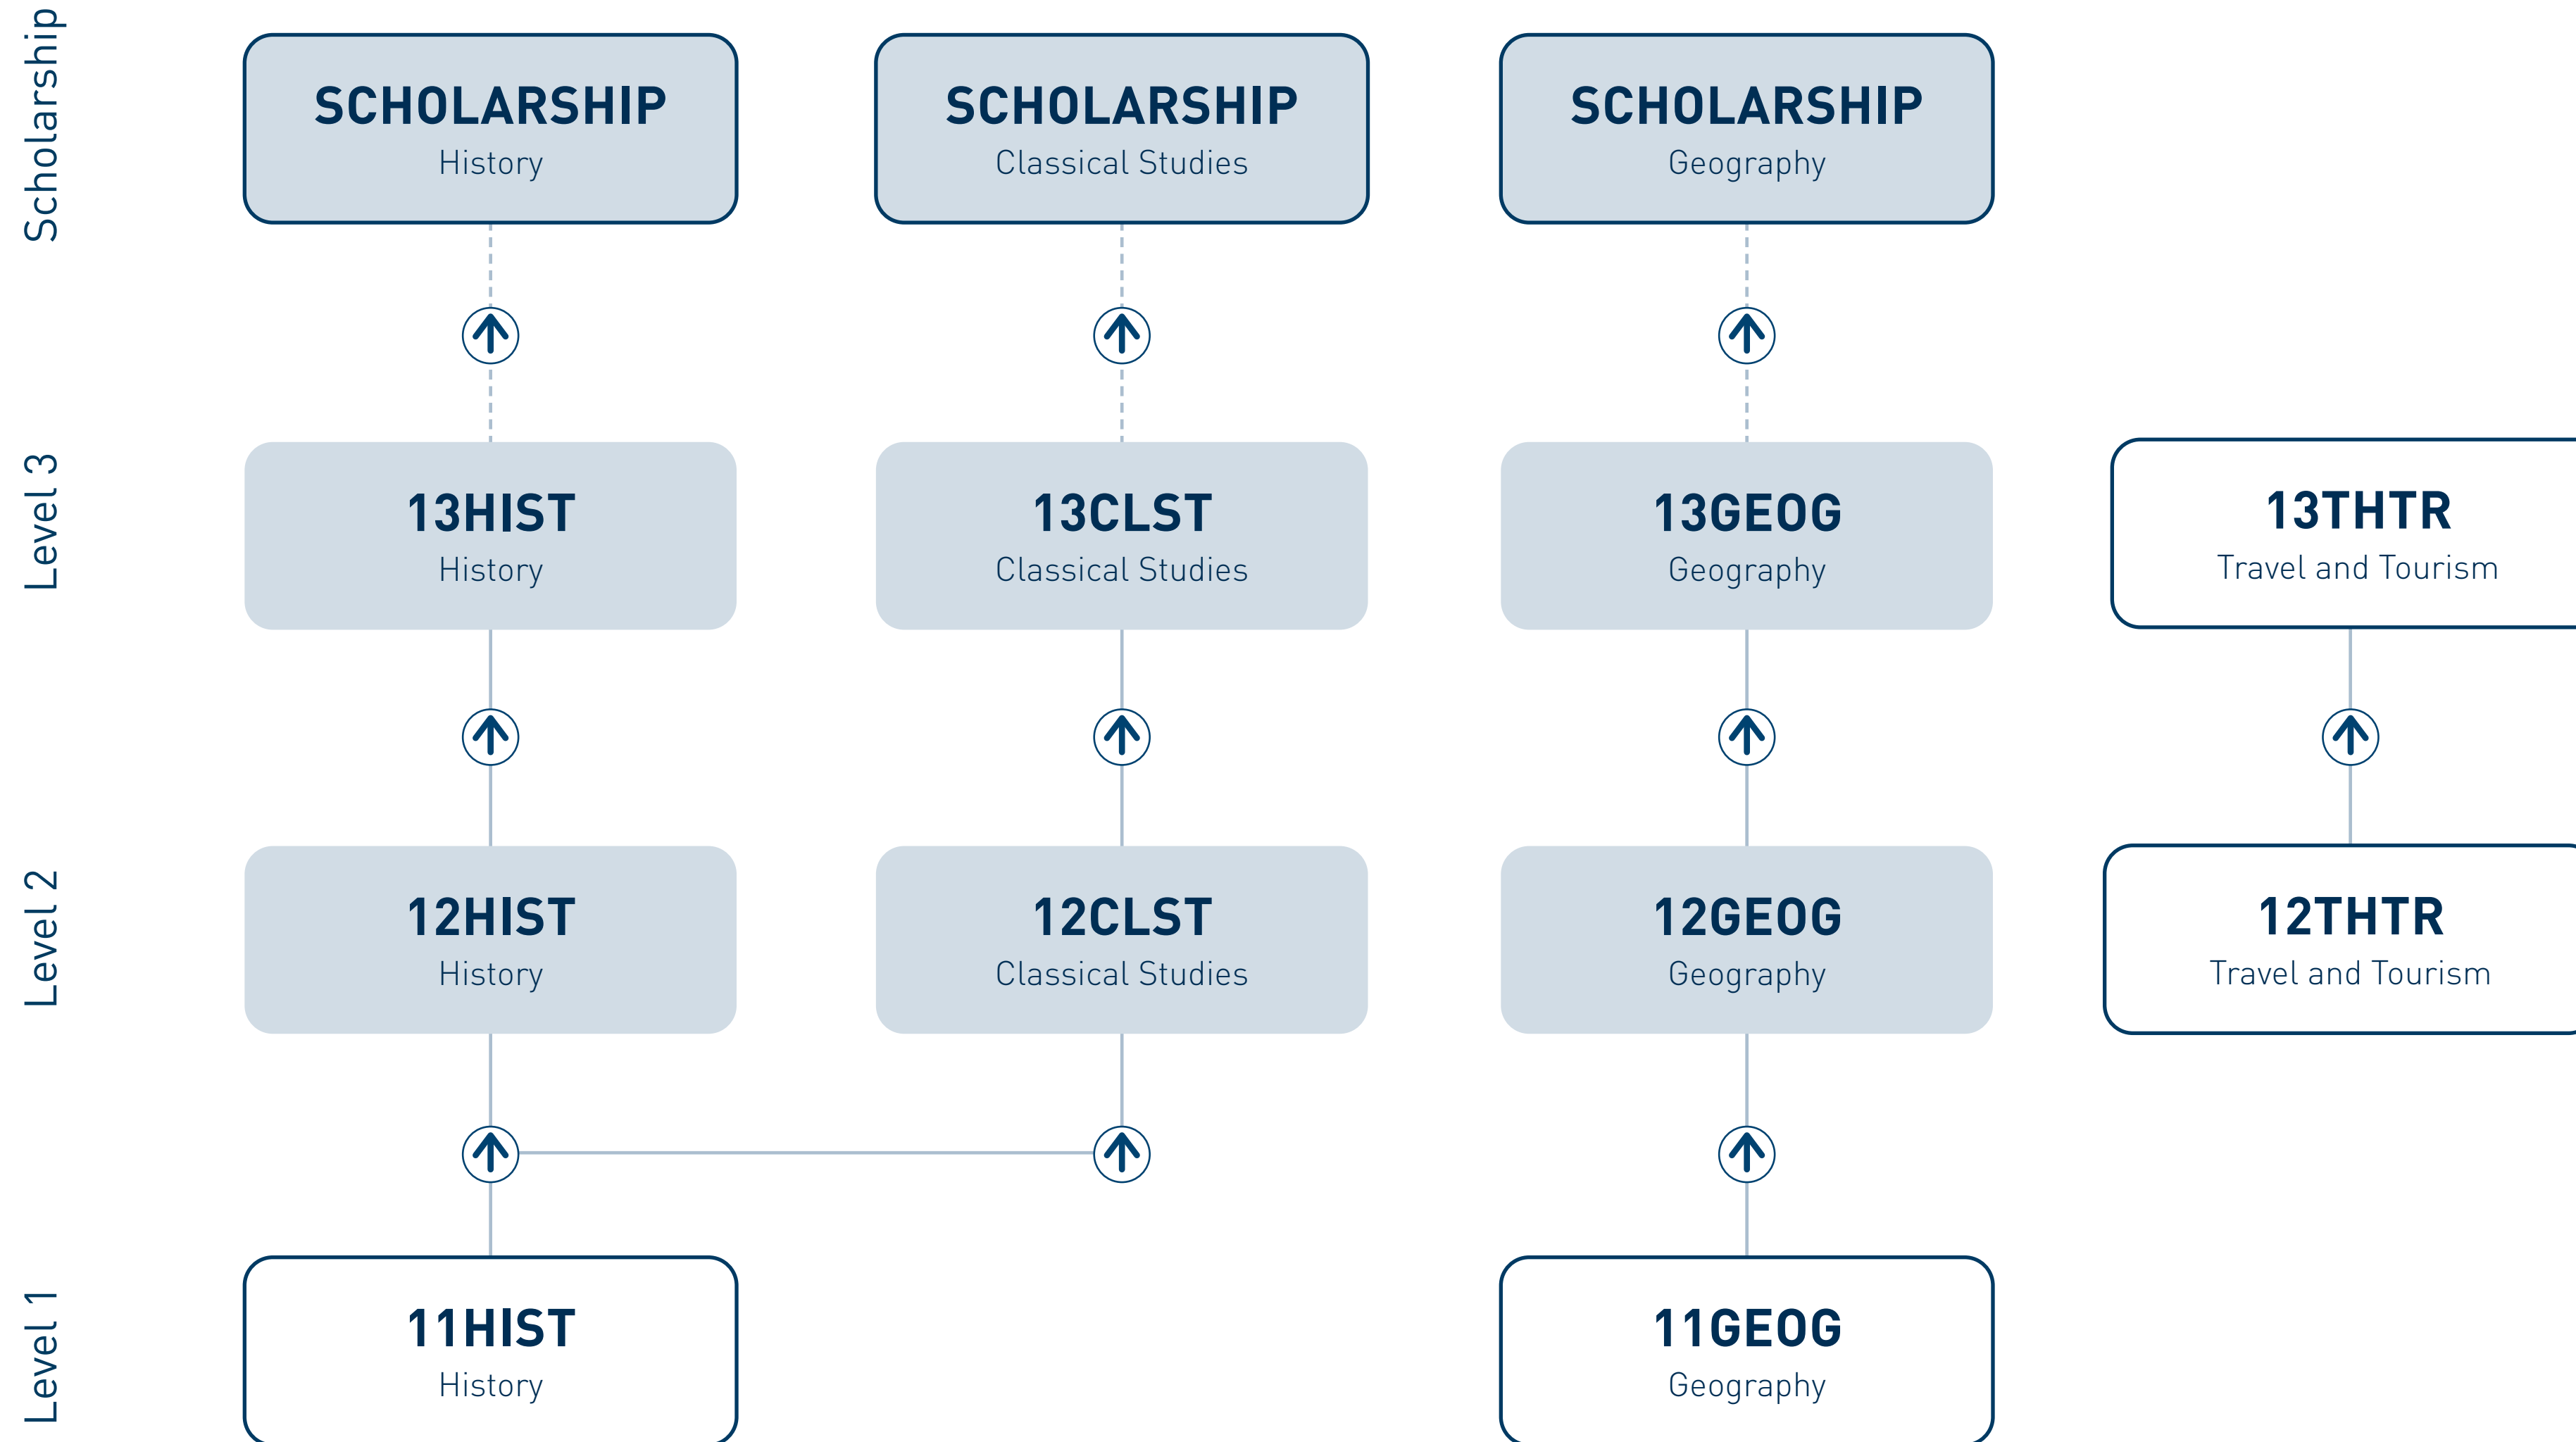 Scholarship
SCHOLARSHIP
History
SCHOLARSHIP
Classical Studies
SCHOLARSHIP
Geography
Level 3
13HIST
History
13CLST
Classical Studies
13GEOG
Geography
13THTR
Travel and Tourism
Level 2
12HIST
History
12CLST
Classical Studies
12GEOG
Geography
12THTR
Travel and Tourism
Level 1
11HIST
History
11GEOG
Geography